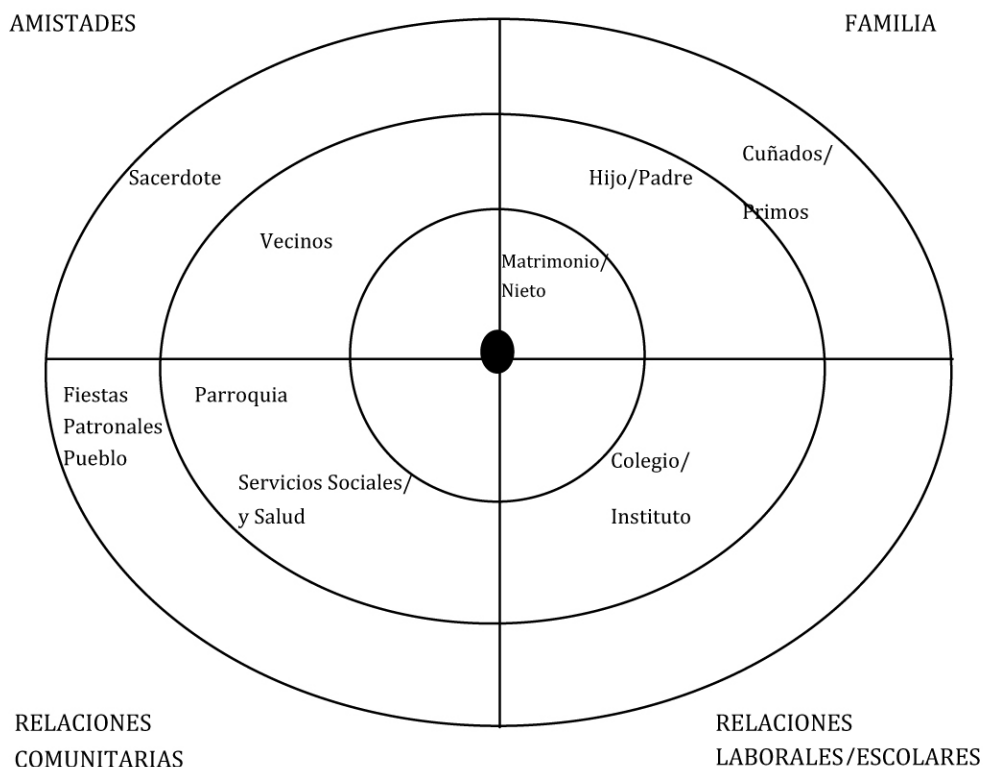 AMISTADES
FAMILIA
Sacerdote
Vecinos
Hijo/Padre
Cuñados/
Primos
Matrimonio/
Nieto
Fiestas
Patronales
Pueblo
Parroquia
Servicios Sociales/
y Salud
Colegio/
Instituto
RELACIONES
COMUNITARIAS
RELACIONES
LABORALES/ESCOLARES